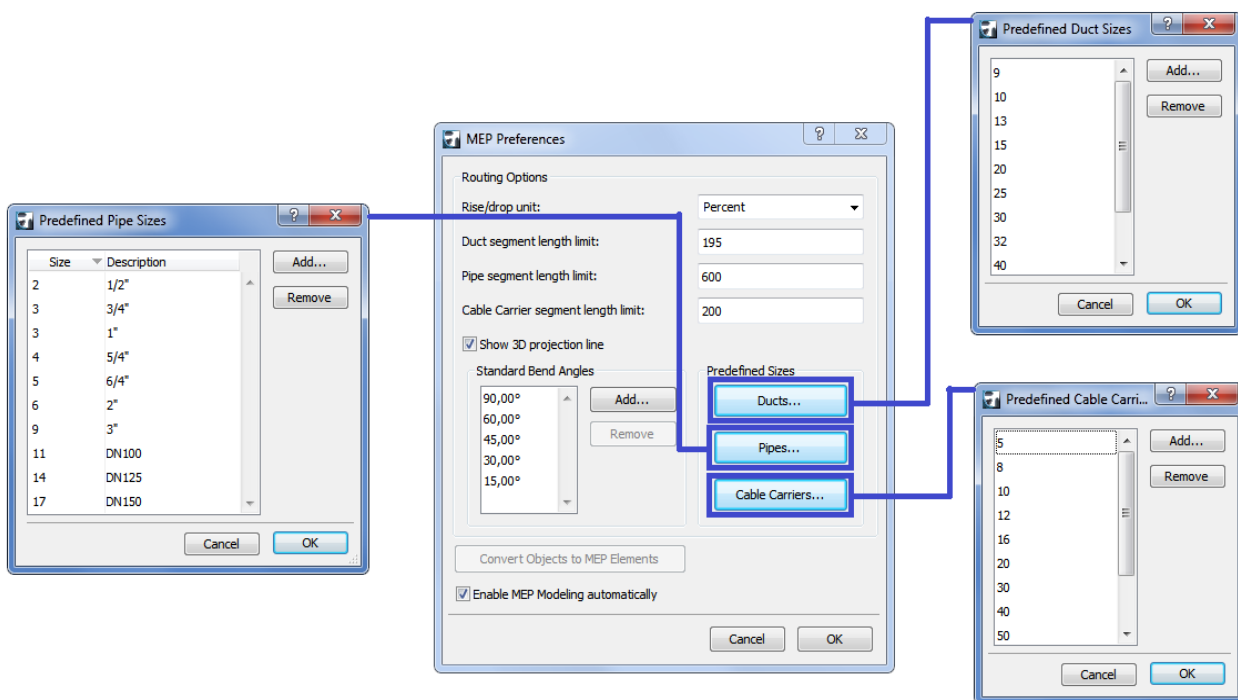 Predefined Pipe Sizes
Size Description
2 1/2"
3 3/4"
3 1"
4 5/4"
5 6/4"
6 2"
9 3"
11 DN100
14 DN125
17 DN150
Add...
Remove
Cancel OK
MEP Preferences
Routing Options
Rise/drop unit: Percent
Duct segment length limit: 195
Pipe segment length limit: 600
Cable Carrier segment length limit: 200
Show 3D projection line
Standard Bend Angles
90,00°
60,00°
45,00°
30,00°
15,00°
Add...
Remove
Predefined Sizes
Ducts...
Pipes...
Cable Carriers...
Convert Objects to MEP Elements
Enable MEP Modeling automatically
Cancel OK
Predefined Duct Sizes
9
10
13
15
20
25
30
32
40
Add...
Remove
Cancel OK
Predefined Cable Carri...
5
8
10
12
16
20
30
40
50
Add...
Remove
Cancel OK